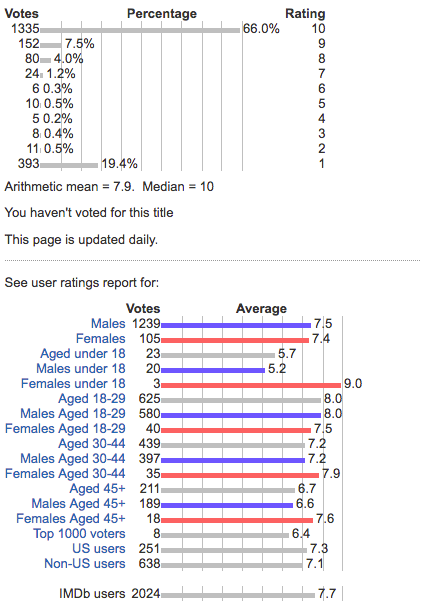 Votes Percentage Rating
1335 66.0% 10
152 7.5% 9
80 4.0% 8
24 1.2% 7
6 0.3% 6
10 0.5% 5
5 0.2% 4
8 0.4% 3
11 0.5% 2
393 19.4% 1
Arithmetic mean = 7.9. Median = 10
You haven't voted for this title
This page is updated daily.
See user ratings report for:
Votes Average
Males 1239 7.5
Females 105 7.4
Aged under 18 23 5.7
Males under 18 20 5.2
Females under 18 3 9.0
Aged 18-29 625 8.0
Males Aged 18-29 580 8.0
Females Aged 18-29 40 7.5
Aged 30-44 439 7.2
Males Aged 30-44 397 7.2
Females Aged 30-44 35 7.9
Aged 45+ 211 6.7
Males Aged 45+ 189 6.6
Females Aged 45+ 18 7.6
Top 1000 voters 8 6.4
US users 251 7.3
Non-US users 638 7.1
IMDb users 2024 7.7